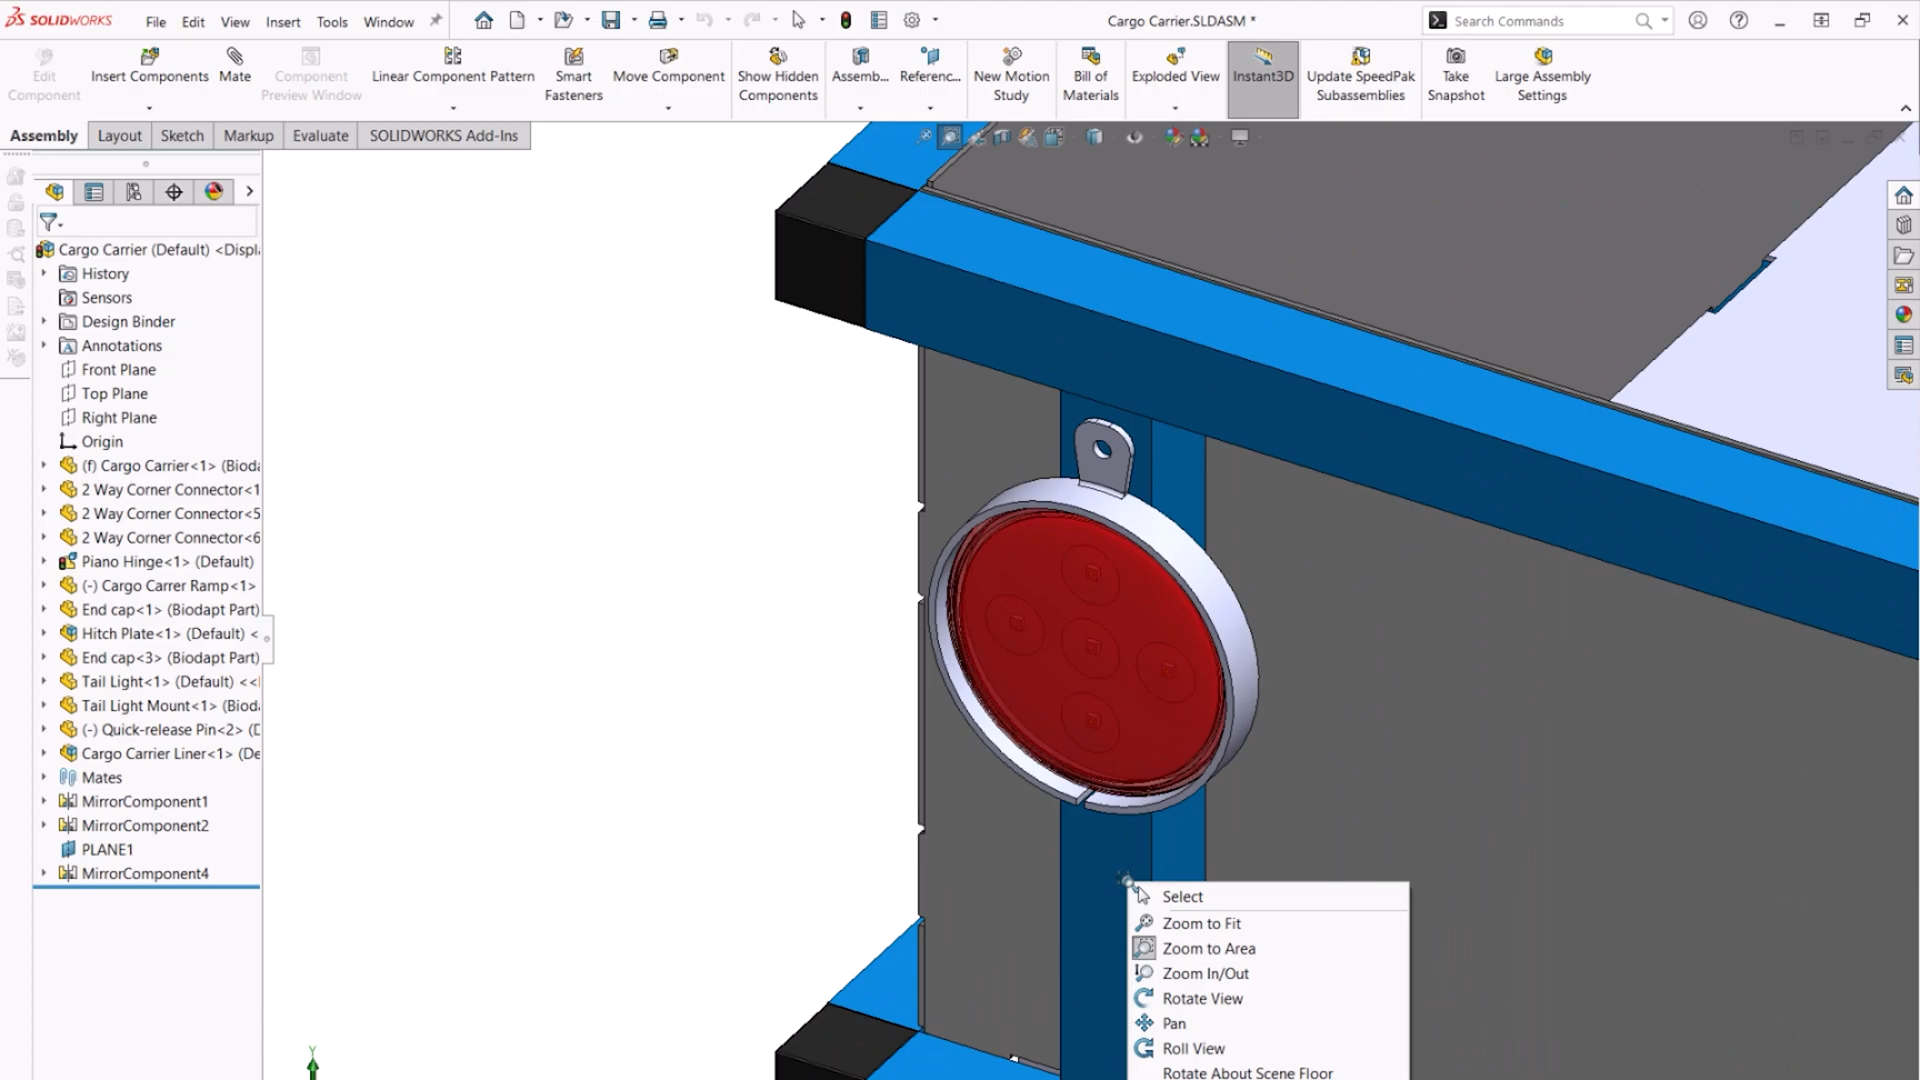 SOLIDWORKS File Edit View Insert Tools Window Cargo Carrier.SLDASM * Search Commands
Edit Component
Insert Components
Mate
Component Preview Window
Linear Component Pattern
Smart Fasteners
Move Component
Show Hidden Components
Assemb...
Referenc...
New Motion Study
Bill of Materials
Exploded View
Instant3D
Update SpeedPak Subassemblies
Take Snapshot
Large Assembly Settings
Assembly Layout Sketch Markup Evaluate SOLIDWORKS Add-Ins
Cargo Carrier (Default) <Displ
History
Sensors
Design Binder
Annotations
Front Plane
Top Plane
Right Plane
Origin
(f) Cargo Carrier<1> (Bioda
2 Way Corner Connector<1
2 Way Corner Connector<5
2 Way Corner Connector<6
Piano Hinge<1> (Default)
(-) Cargo Carrer Ramp<1>
End cap<1> (Biodapt Part)
Hitch Plate<1> (Default) <
End cap<3> (Biodapt Part)
Tail Light<1> (Default) <<
Tail Light Mount<1> (Bioda
(-) Quick-release Pin<2> (D
Cargo Carrier Liner<1> (De
Mates
MirrorComponent1
MirrorComponent2
PLANE1
MirrorComponent4
Select
Zoom to Fit
Zoom to Area
Zoom In/Out
Rotate View
Pan
Roll View
Rotate About Scene Floor
Y